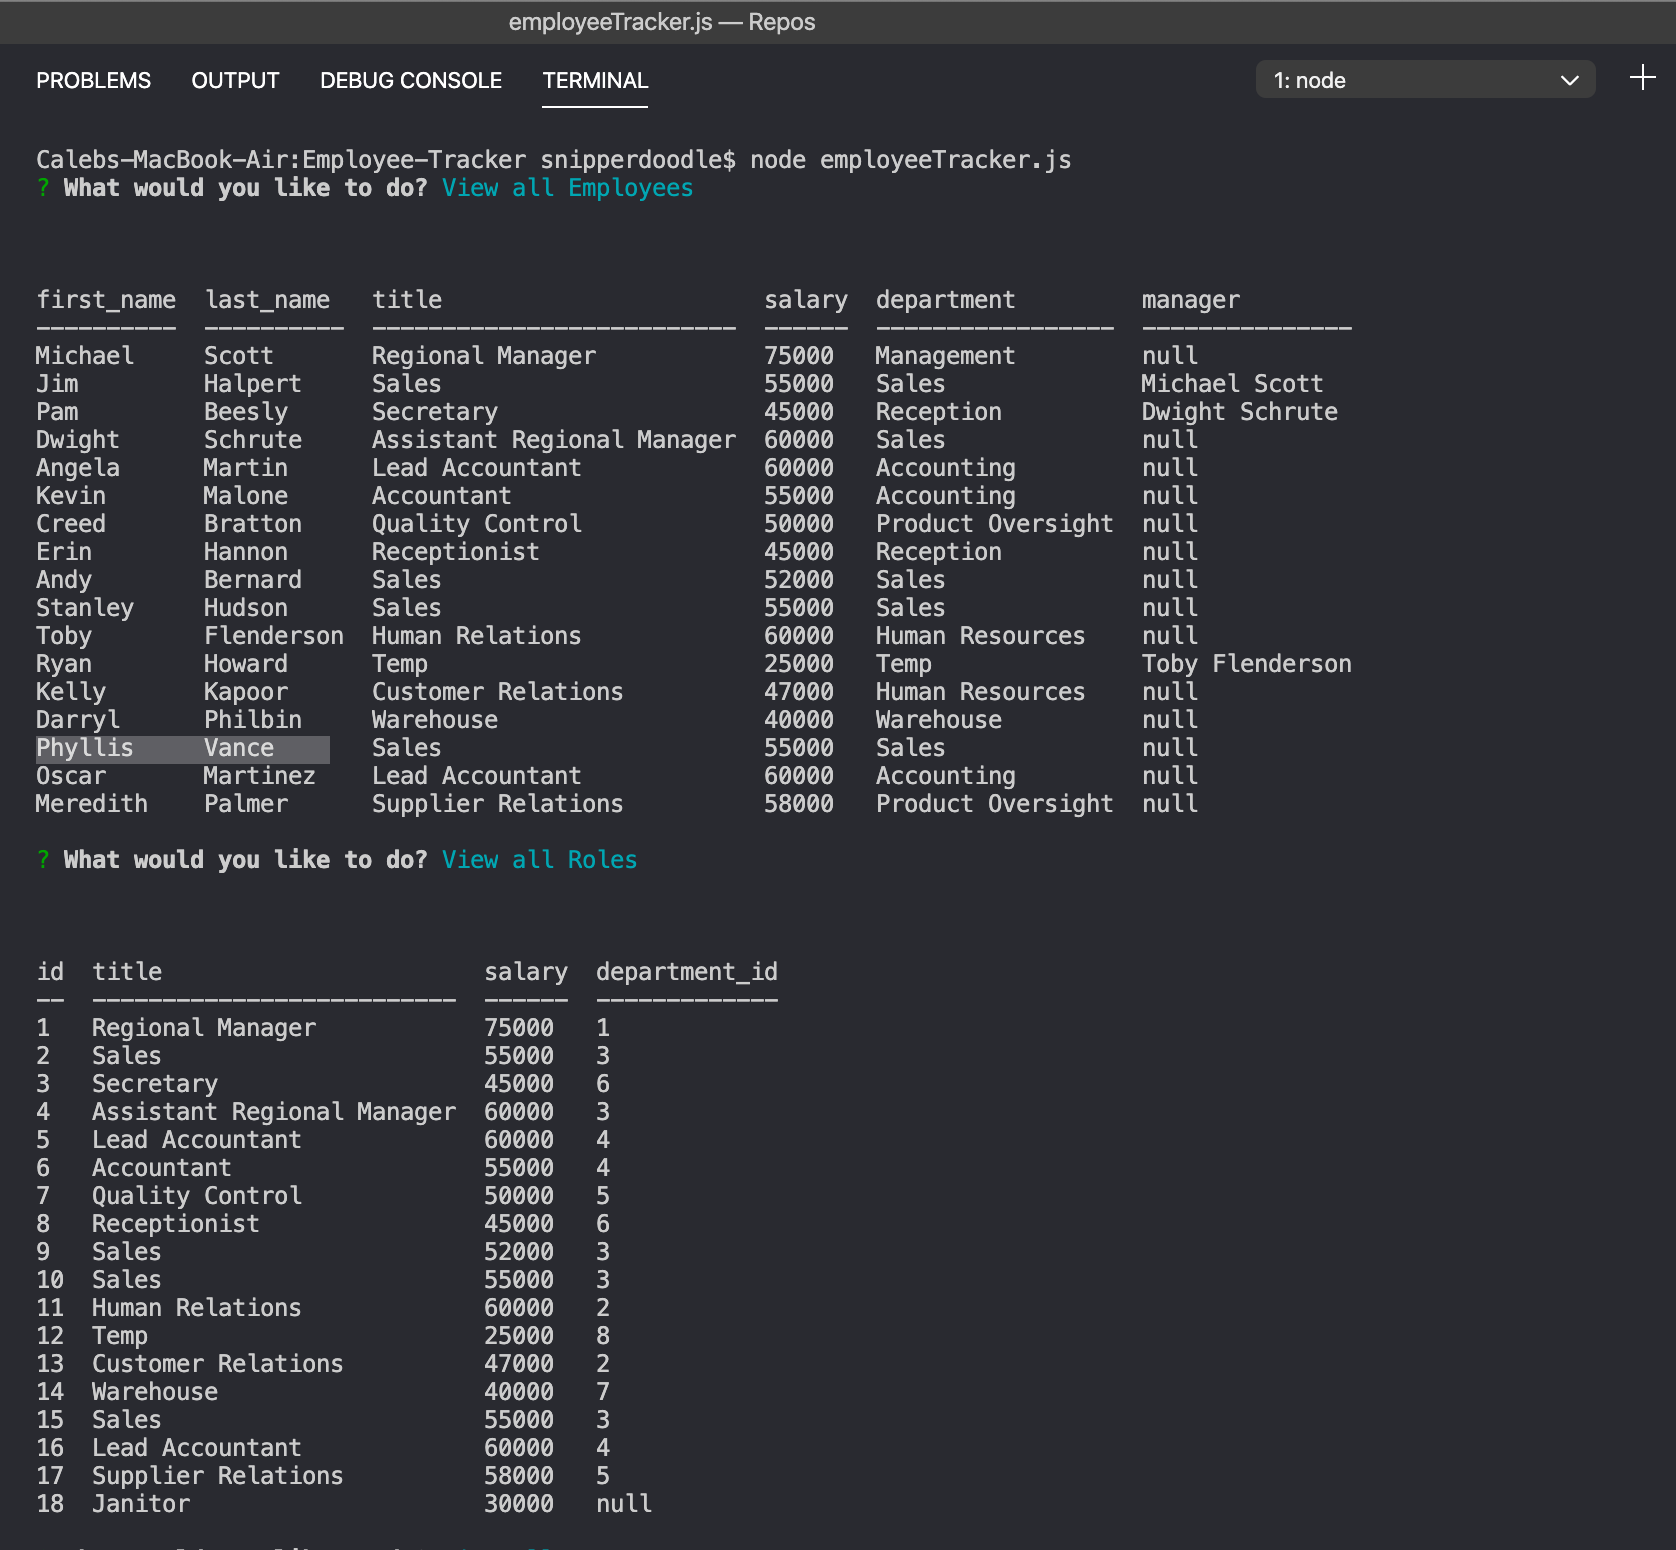 employeeTracker.js — Repos
PROBLEMS OUTPUT DEBUG CONSOLE TERMINAL 1: node
Calebs-MacBook-Air:Employee-Tracker snipperdoodle$ node employeeTracker.js
? What would you like to do? View all Employees
first_name last_name title salary department manager
---------- ---------- -------------------------- ------ ----------------- ---------------
Michael Scott Regional Manager 75000 Management null
Jim Halpert Sales 55000 Sales Michael Scott
Pam Beesly Secretary 45000 Reception Dwight Schrute
Dwight Schrute Assistant Regional Manager 60000 Sales null
Angela Martin Lead Accountant 60000 Accounting null
Kevin Malone Accountant 55000 Accounting null
Creed Bratton Quality Control 50000 Product Oversight null
Erin Hannon Receptionist 45000 Reception null
Andy Bernard Sales 52000 Sales null
Stanley Hudson Sales 55000 Sales null
Toby Flenderson Human Relations 60000 Human Resources null
Ryan Howard Temp 25000 Temp Toby Flenderson
Kelly Kapoor Customer Relations 47000 Human Resources null
Darryl Philbin Warehouse 40000 Warehouse null
Phyllis Vance Sales 55000 Sales null
Oscar Martinez Lead Accountant 60000 Accounting null
Meredith Palmer Supplier Relations 58000 Product Oversight null
? What would you like to do? View all Roles
id title salary department_id
-- -------------------------- ------ -------------
1 Regional Manager 75000 1
2 Sales 55000 3
3 Secretary 45000 6
4 Assistant Regional Manager 60000 3
5 Lead Accountant 60000 4
6 Accountant 55000 4
7 Quality Control 50000 5
8 Receptionist 45000 6
9 Sales 52000 3
10 Sales 55000 3
11 Human Relations 60000 2
12 Temp 25000 8
13 Customer Relations 47000 2
14 Warehouse 40000 7
15 Sales 55000 3
16 Lead Accountant 60000 4
17 Supplier Relations 58000 5
18 Janitor 30000 null